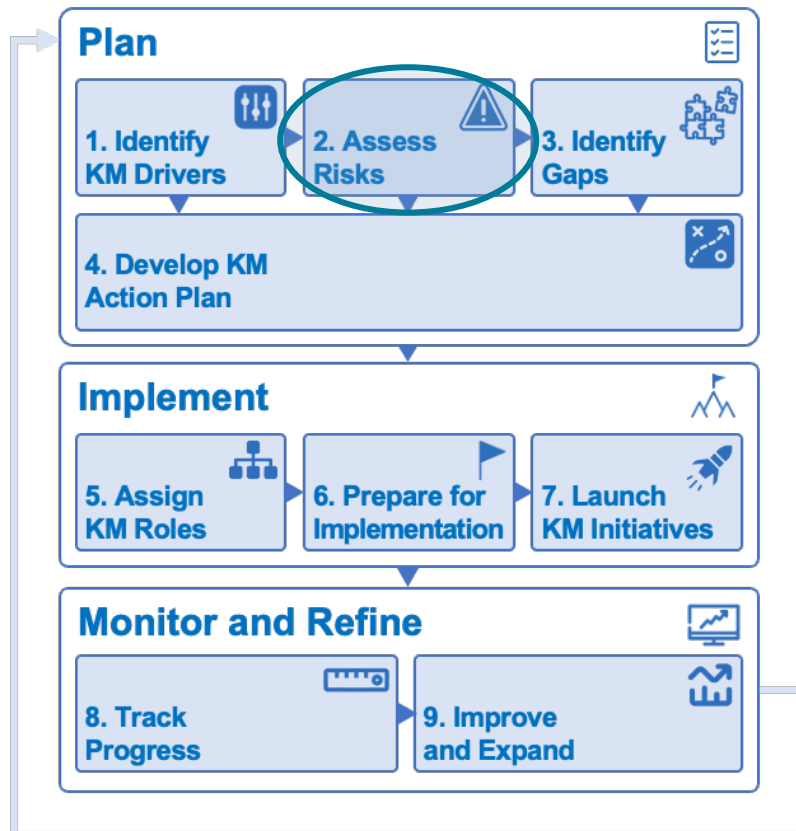 Plan
1. Identify
KM Drivers
2. Assess
Risks
3. Identify
Gaps
4. Develop KM
Action Plan
Implement
5. Assign
KM Roles
6. Prepare for
Implementation
7. Launch
KM Initiatives
Monitor and Refine
8. Track
Progress
9. Improve
and Expand